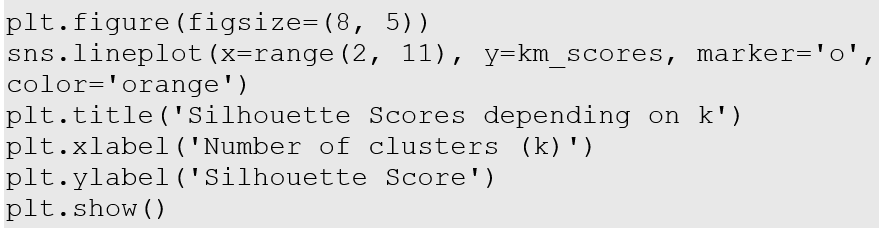 plt.figure(figsize=(8, 5))
sns.lineplot(x=range(2, 11), y=km_scores, marker='o',
color='orange')
plt.title('Silhouette Scores depending on k')
plt.xlabel('Number of clusters (k)')
plt.ylabel('Silhouette Score')
plt.show()